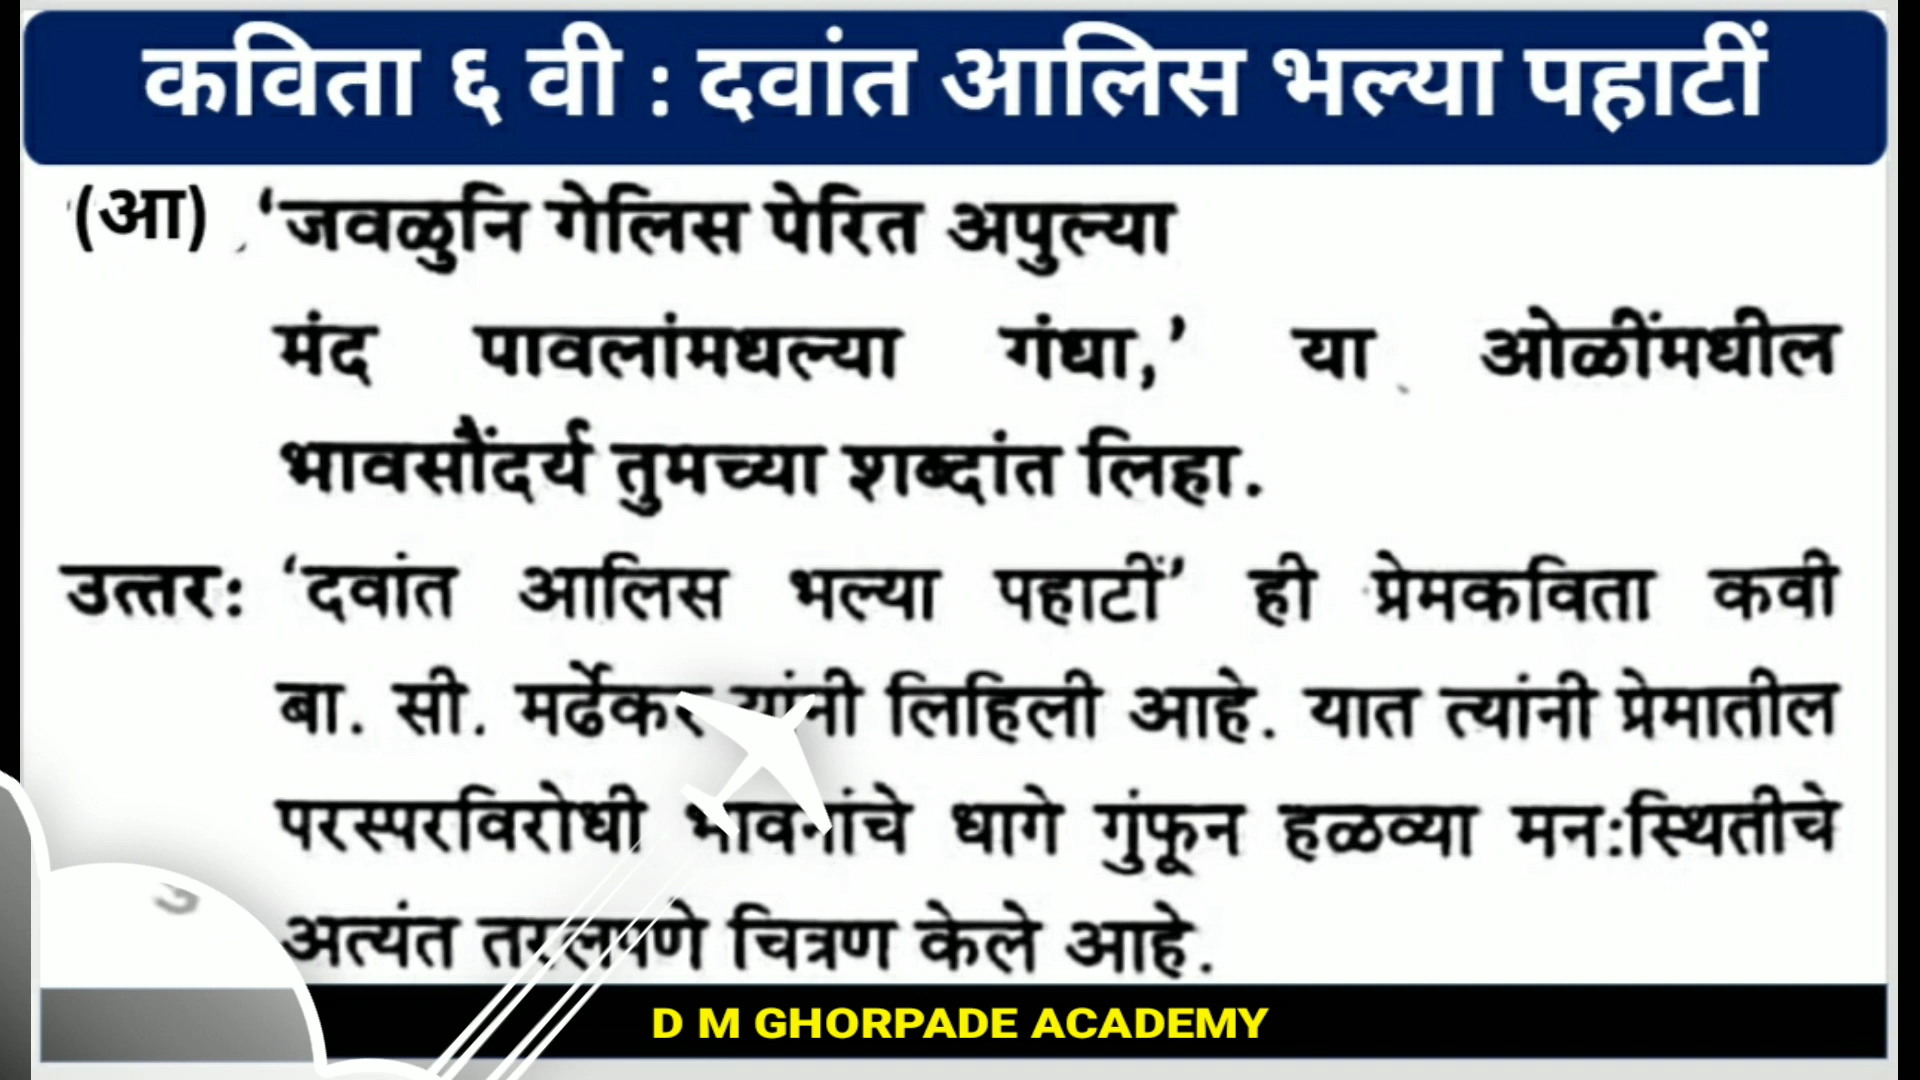 कविता ६ वी : दवांत आलिस भल्या पहाटीं
(आ) ‘जवळुनि गेलिस पेरित अपुल्या
मंद पावलांमधल्या गंधा,’ या ओळींमधील
भावसौंदर्य तुमच्या शब्दांत लिहा.
उत्तरः ‘दवांत आलिस भल्या पहाटीं’ ही प्रेमकविता कवी
बा. सी. मर्ढेकर यांनी लिहिली आहे. यात त्यांनी प्रेमातील
परस्परविरोधी भावनांचे धागे गुंफून हळव्या मन:स्थितीचे
अत्यंत तरलपणे चित्रण केले आहे.
D M GHORPADE ACADEMY